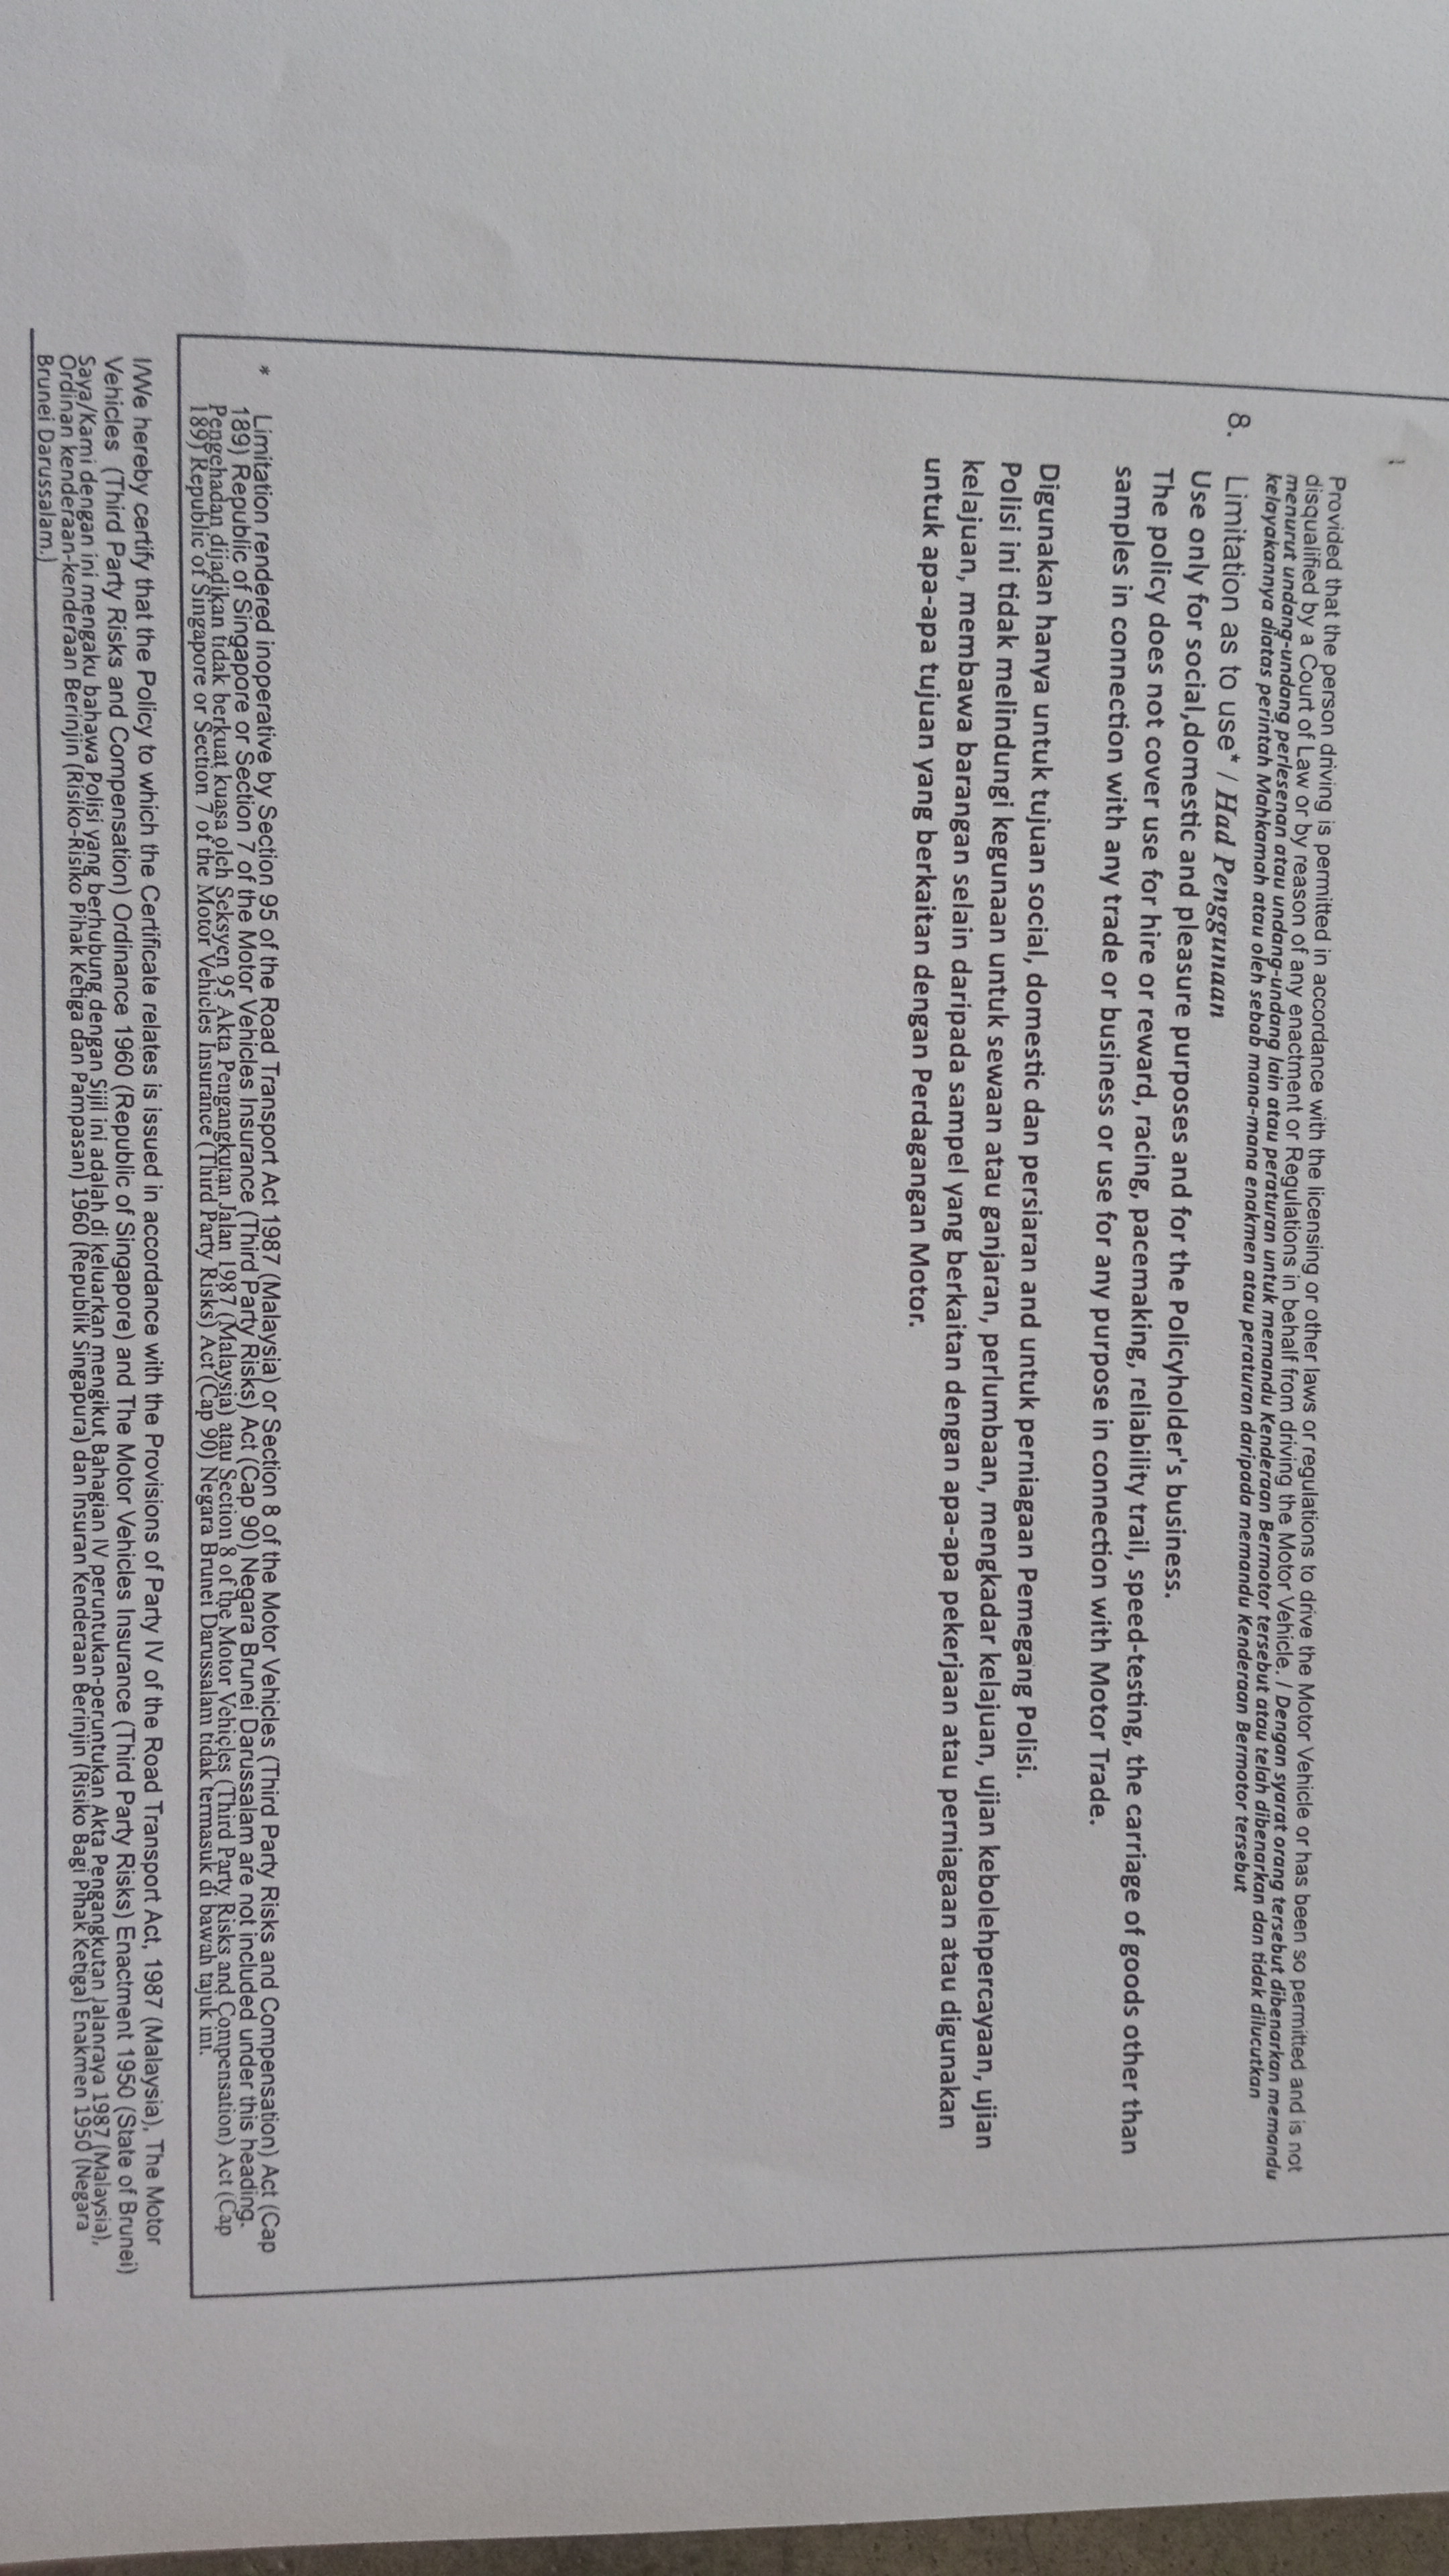 Provided that the person driving is permitted in accordance with the licensing or other laws or regulations to drive the Motor Vehicle or has been so permitted and is not
disqualified by a Court of Law or by reason of any enactment or Regulations in behalf from driving the Motor Vehicle. / Dengan syarat orang tersebut dibenarkan memandu
menurut undang-undang perlesenan atau undang-undang lain atau peraturan untuk memandu Kenderaan Bermotor tersebut atau telah dibenarkan dan tidak dilucutkan
kelayakannya diatas perintah Mahkamah atau oleh sebab mana-mana enakmen atau peraturan daripada memandu Kenderaan Bermotor tersebut
8. Limitation as to use* / Had Penggunaan
Use only for social,domestic and pleasure purposes and for the Policyholder's business.
The policy does not cover use for hire or reward, racing, pacemaking, reliability trail, speed-testing, the carriage of goods other than
samples in connection with any trade or business or use for any purpose in connection with Motor Trade.
Digunakan hanya untuk tujuan social, domestic dan persiaran and untuk perniagaan Pemegang Polisi.
Polisi ini tidak melindungi kegunaan untuk sewaan atau ganjaran, perlumbaan, mengkadar kelajuan, ujian kebolehpercayaan, ujian
kelajuan, membawa barangan selain daripada sampel yang berkaitan dengan apa-apa pekerjaan atau perniagaan atau digunakan
untuk apa-apa tujuan yang berkaitan dengan Perdagangan Motor.
* Limitation rendered inoperative by Section 95 of the Road Transport Act 1987 (Malaysia) or Section 8 of the Motor Vehicles (Third Party Risks and Compensation) Act (Cap
189) Republic of Singapore or Section 7 of the Motor Vehicles Insurance (Third Party Risks) Act (Cap 90) Negara Brunei Darussalam are not included under this heading.
Pengehadan dijadikan tidak berkuat kuasa oleh Seksyen 95 Akta Pengangkutan Jalan 1987 (Malaysia) atau Section 8 of the Motor Vehicles (Third Party Risks and Compensation) Act (Cap
189) Republic of Singapore or Section 7 of the Motor Vehicles Insurance (Third Party Risks) Act (Cap 90) Negara Brunei Darussalam tidak termasuk di bawah tajuk ini.
I/We hereby certify that the Policy to which the Certificate relates is issued in accordance with the Provisions of Party IV of the Road Transport Act, 1987 (Malaysia), The Motor
Vehicles (Third Party Risks and Compensation) Ordinance 1960 (Republic of Singapore) and The Motor Vehicles Insurance (Third Party Risks) Enactment 1950 (State of Brunei)
Saya/Kami dengan ini mengaku bahawa Polisi yang berhubung dengan Sijil ini adalah di keluarkan mengikut Bahagian IV peruntukan-peruntukan Akta Pengangkutan Jalanraya 1987 (Malaysia),
Ordinan kenderaan-kenderaan Berinjin (Risiko-Risiko Pihak Ketiga dan Pampasan) 1960 (Republik Singapura) dan Insuran Kenderaan Berinjin (Risiko Bagi Pihak Ketiga) Enakmen 1950 (Negara
Brunei Darussalam.)